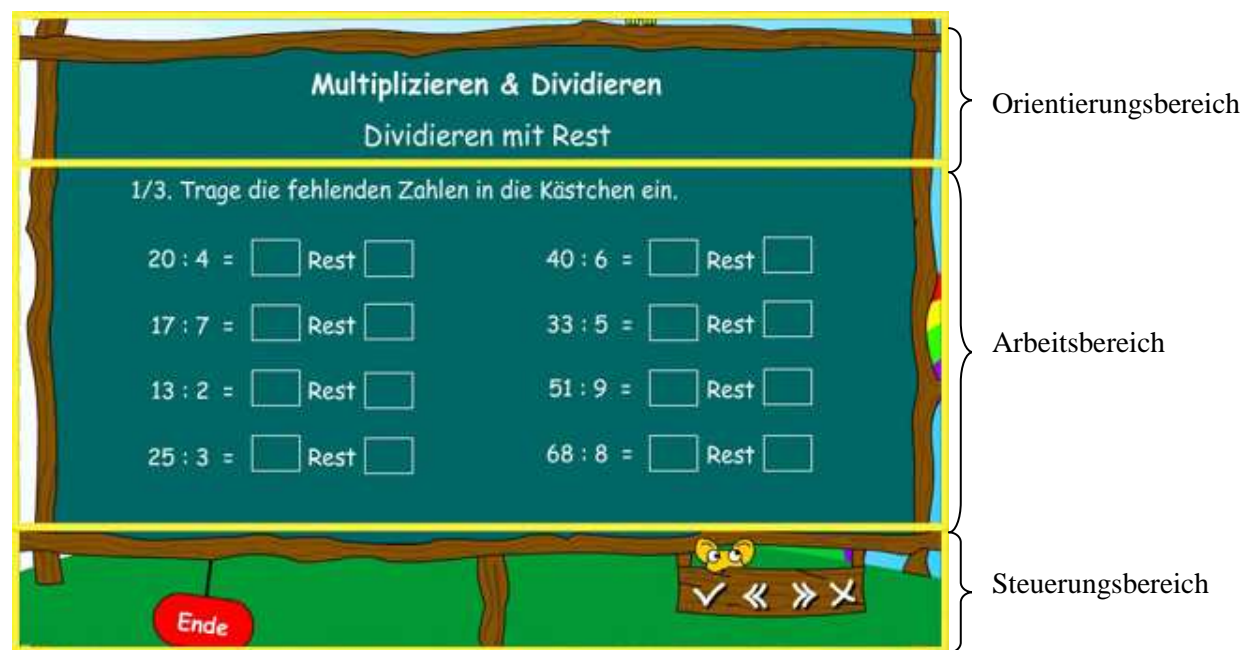 Multiplizieren & Dividieren
Dividieren mit Rest
Orientierungsbereich
1/3. Trage die fehlenden Zahlen in die Kästchen ein.
20 : 4 = Rest 40 : 6 = Rest
17 : 7 = Rest 33 : 5 = Rest
Arbeitsbereich
13 : 2 = Rest 51 : 9 = Rest
25 : 3 = Rest 68 : 8 = Rest
Ende
Steuerungsbereich